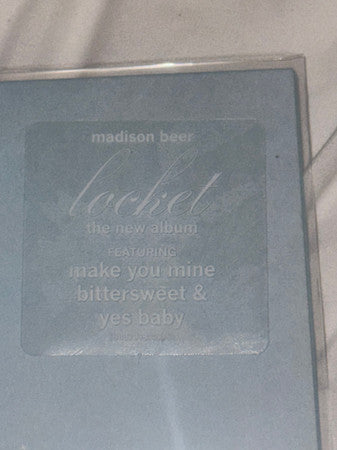 madison beer
locket
the new album
FEATURING
make you mine
bittersweet &
yes baby